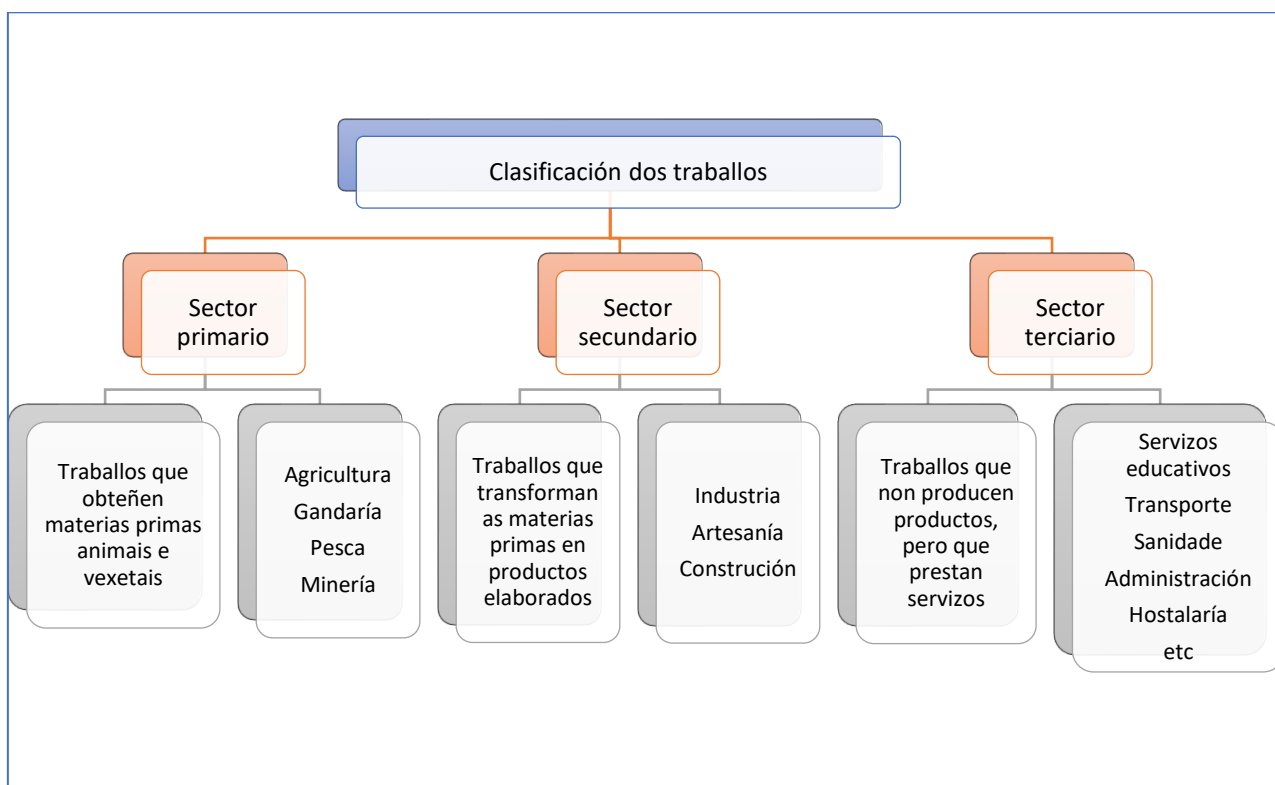 Clasificación dos traballos
Sector
primario
Sector
secundario
Sector
terciario
Traballos que
obteñen
materias primas
animais e
vexetais
Agricultura
Gandaría
Pesca
Minería
Traballos que
transforman
as materias
primas en
productos
elaborados
Industria
Artesanía
Construción
Traballos que
non producen
productos,
pero que
prestan
servizos
Servizos
educativos
Transporte
Sanidade
Administración
Hostalaría
etc